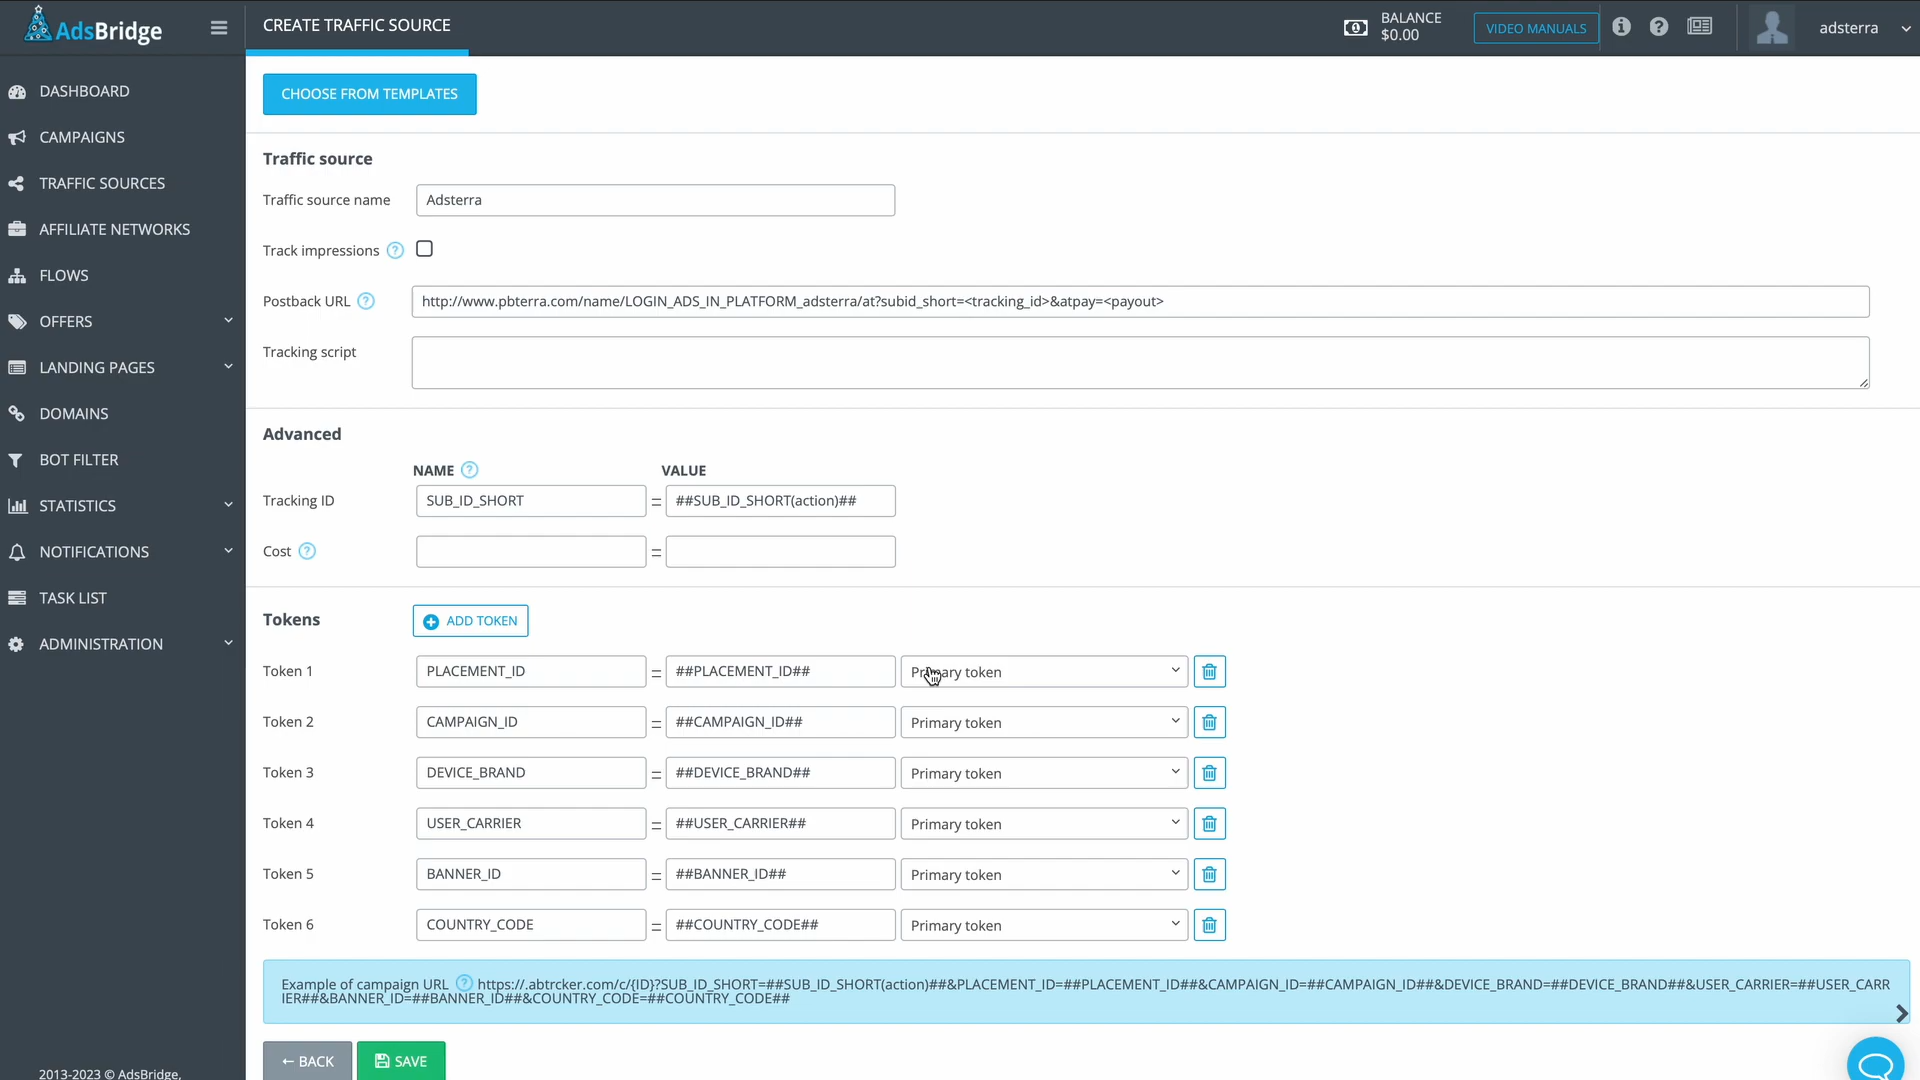 AdsBridge
CREATE TRAFFIC SOURCE
BALANCE
$0.00
VIDEO MANUALS
adsterra
DASHBOARD
CAMPAIGNS
TRAFFIC SOURCES
AFFILIATE NETWORKS
FLOWS
OFFERS
LANDING PAGES
DOMAINS
BOT FILTER
STATISTICS
NOTIFICATIONS
TASK LIST
ADMINISTRATION
2013-2023 © AdsBridge,
CHOOSE FROM TEMPLATES
Traffic source
Traffic source name Adsterra
Track impressions ?
Postback URL ? http://www.pbterra.com/name/LOGIN_ADS_IN_PLATFORM_adsterra/at?subid_short=<tracking_id>&atpay=<payout>
Tracking script
Advanced
NAME ? VALUE
Tracking ID SUB_ID_SHORT = ##SUB_ID_SHORT(action)##
Cost ? =
Tokens ADD TOKEN
Token 1 PLACEMENT_ID = ##PLACEMENT_ID## Primary token
Token 2 CAMPAIGN_ID = ##CAMPAIGN_ID## Primary token
Token 3 DEVICE_BRAND = ##DEVICE_BRAND## Primary token
Token 4 USER_CARRIER = ##USER_CARRIER## Primary token
Token 5 BANNER_ID = ##BANNER_ID## Primary token
Token 6 COUNTRY_CODE = ##COUNTRY_CODE## Primary token
Example of campaign URL ? https://.abtrcker.com/c/{ID}?SUB_ID_SHORT=##SUB_ID_SHORT(action)##&PLACEMENT_ID=##PLACEMENT_ID##&CAMPAIGN_ID=##CAMPAIGN_ID##&DEVICE_BRAND=##DEVICE_BRAND##&USER_CARRIER=##USER_CARR
IER##&BANNER_ID=##BANNER_ID##&COUNTRY_CODE=##COUNTRY_CODE##
← BACK SAVE